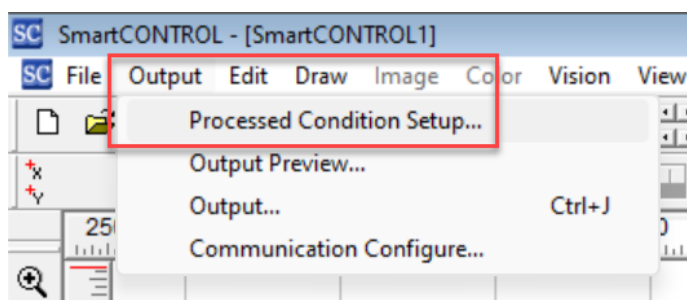 SC SmartCONTROL - [SmartCONTROL1]
SC File Output Edit Draw Image Color Vision View
Processed Condition Setup...
Output Preview...
Output... Ctrl+J
Communication Configure...
+x
+y